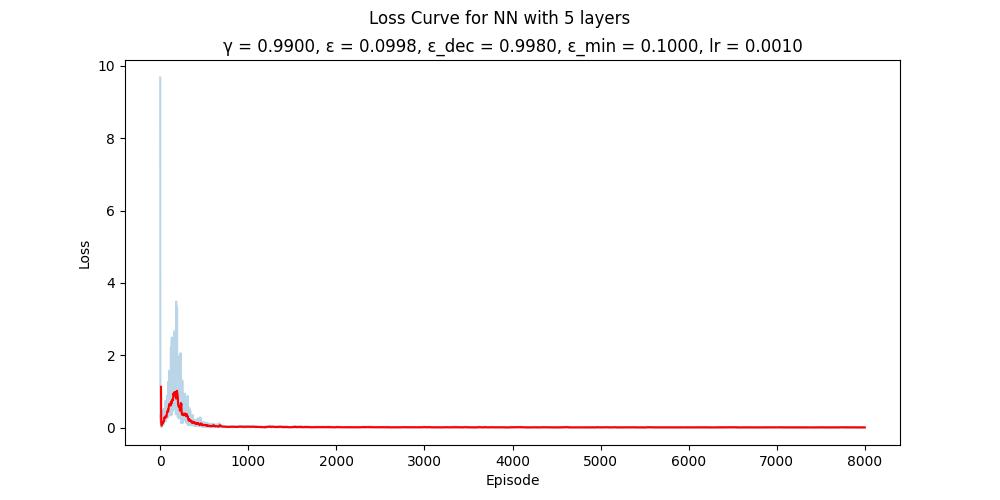 Loss Curve for NN with 5 layers
γ = 0.9900, ε = 0.0998, ε_dec = 0.9980, ε_min = 0.1000, lr = 0.0010
10
8
6
4
2
0
Loss
0 1000 2000 3000 4000 5000 6000 7000 8000
Episode